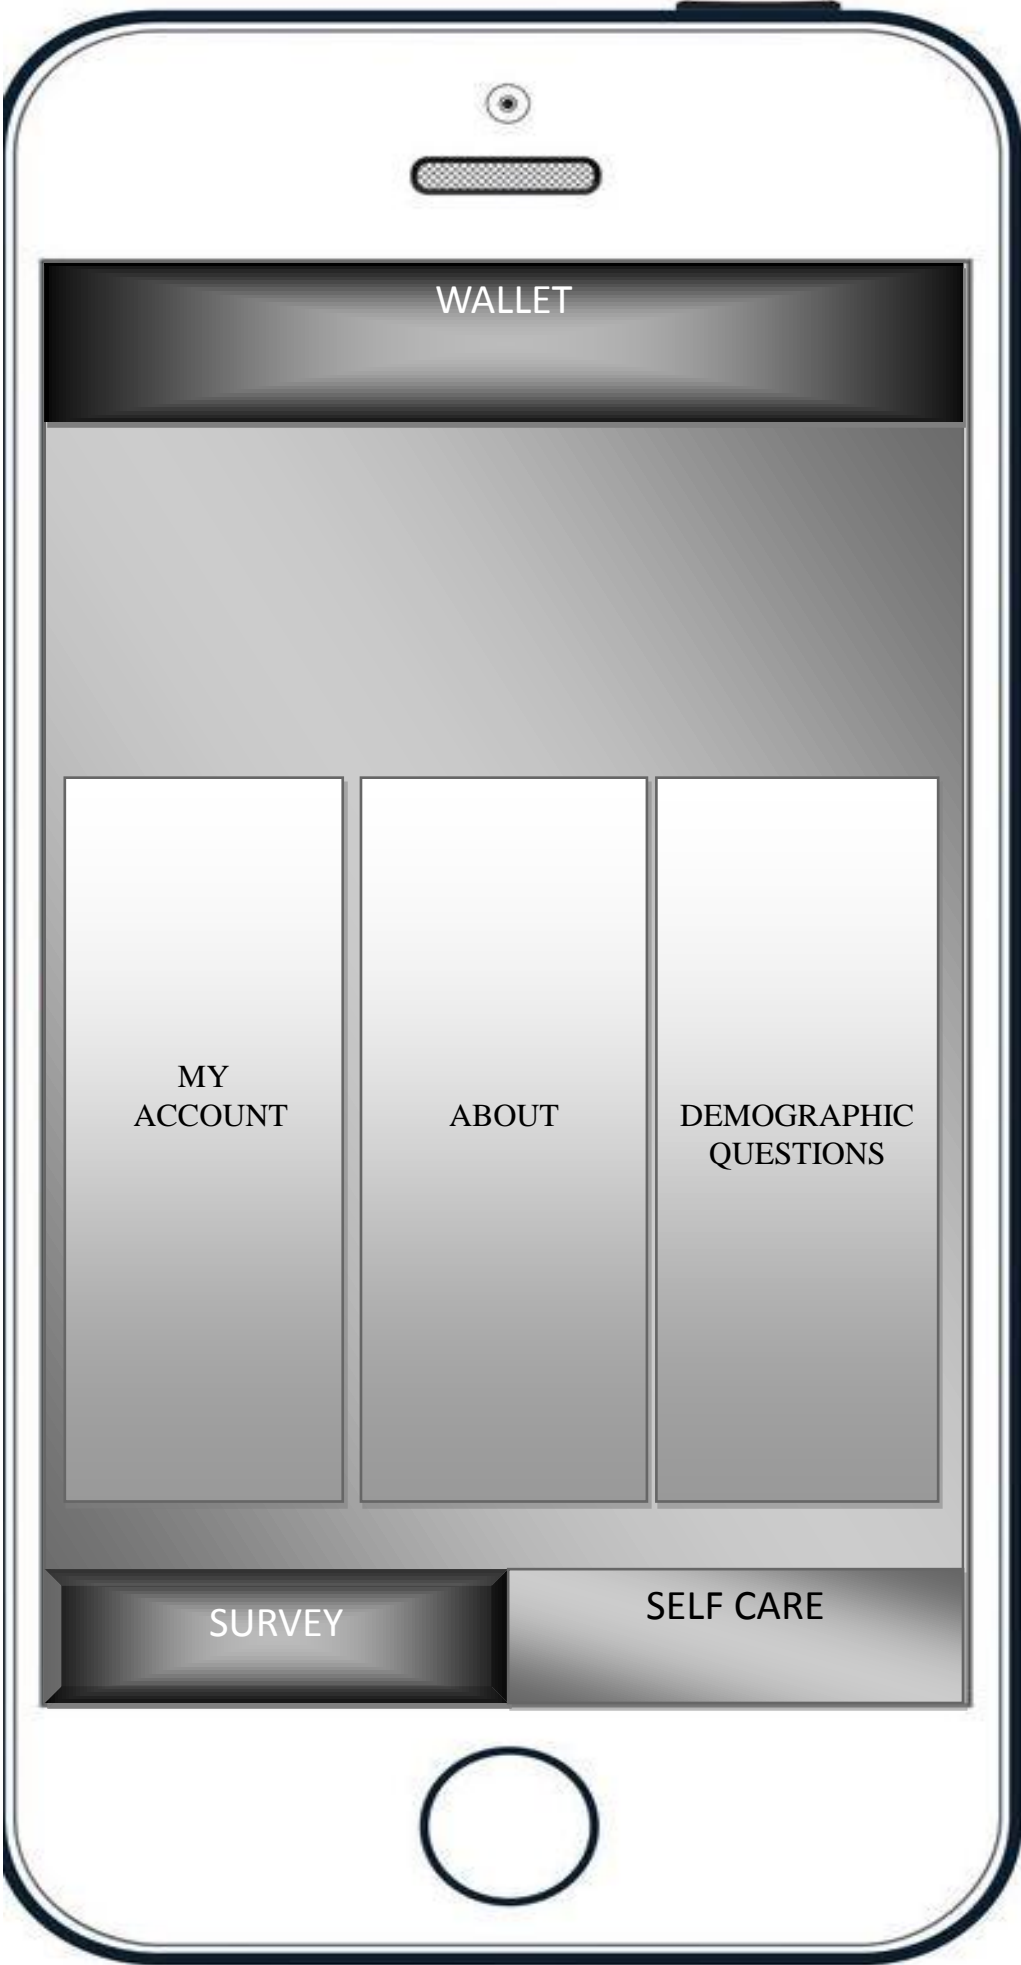 WALLET
MY
ACCOUNT
ABOUT
DEMOGRAPHIC
QUESTIONS
SURVEY
SELF CARE